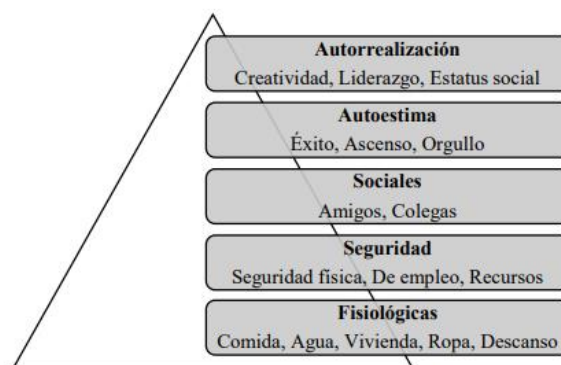 Autorrealización
Creatividad, Liderazgo, Estatus social
Autoestima
Éxito, Ascenso, Orgullo
Sociales
Amigos, Colegas
Seguridad
Seguridad física, De empleo, Recursos
Fisiológicas
Comida, Agua, Vivienda, Ropa, Descanso